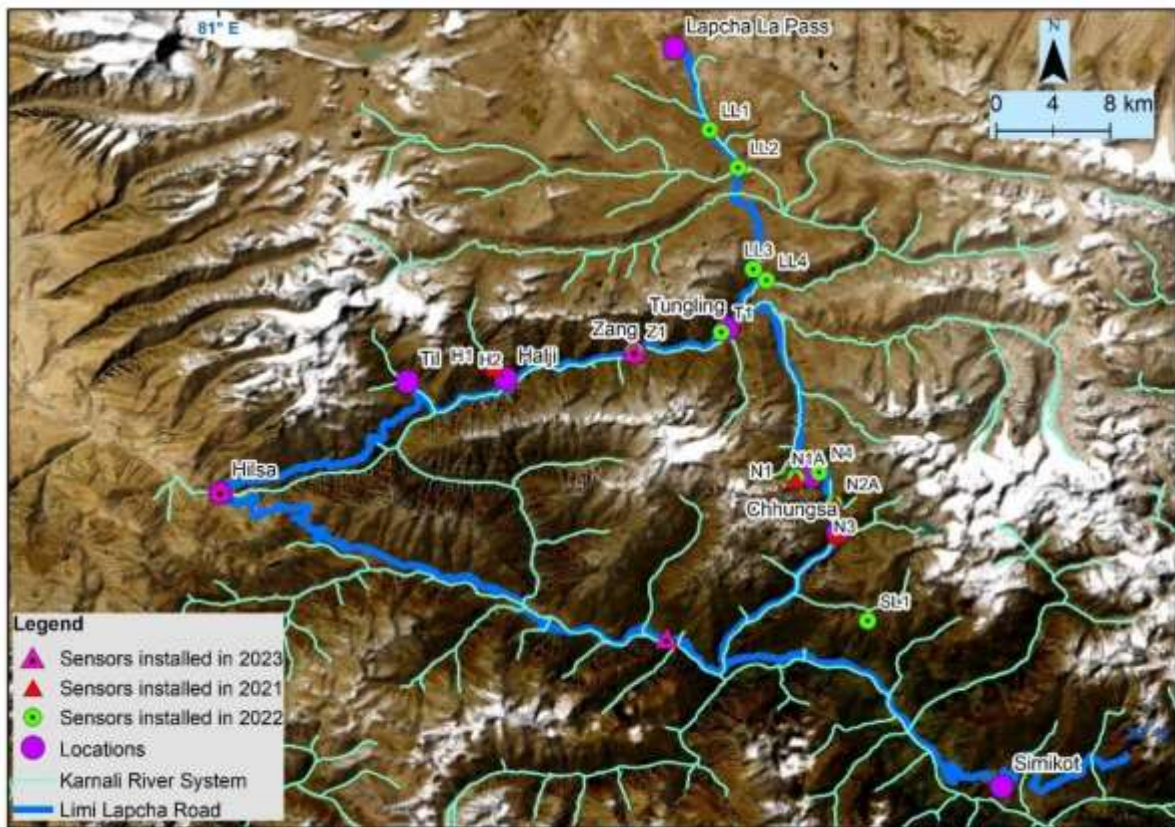 81° E
Lapcha La Pass
N
0 4 8 km
LL1
LL2
LL3
LL4
Tungling
T1
Zang
Z1
Til
H1
H2
Halji
Hilsa
N1
N1A
N4
N2A
Chhungsa
N3
SL1
Simikot
Legend
Sensors installed in 2023
Sensors installed in 2021
Sensors installed in 2022
Locations
Karnali River System
Limi Lapcha Road